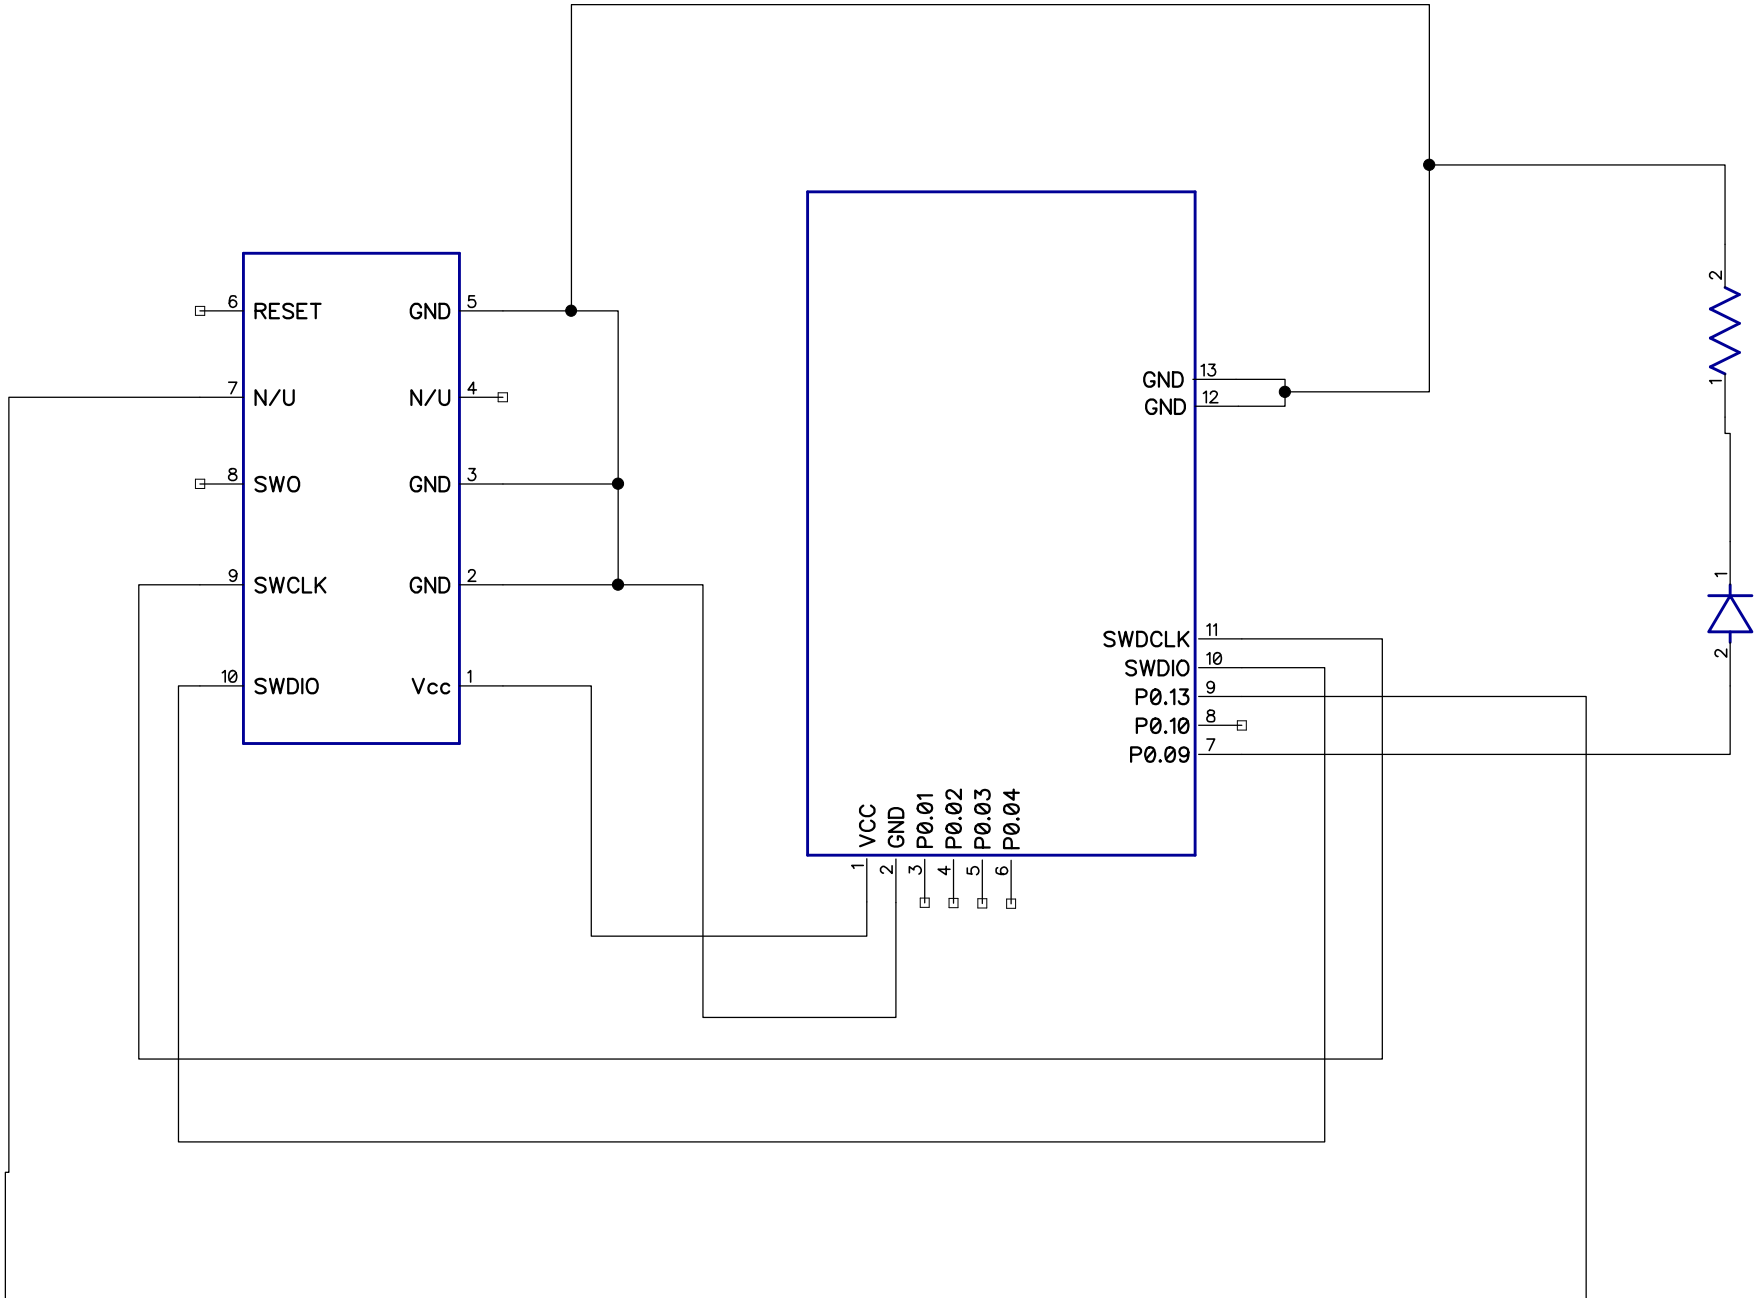 6 RESET GND 5
7 N/U N/U 4
8 SWO GND 3
9 SWCLK GND 2
10 SWDIO Vcc 1
GND 13
GND 12
SWDCLK 11
SWDIO 10
P0.13 9
P0.10 8
P0.09 7
VCC 1
GND 2
P0.01 3
P0.02 4
P0.03 5
P0.04 6
2
1
1
2